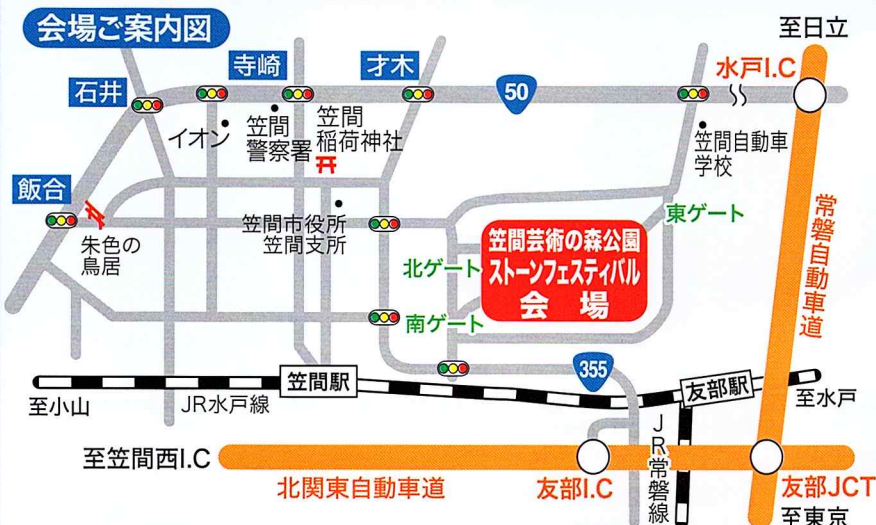 会場ご案内図
至日立
寺崎
才木
水戸I.C
石井
50
イオン
笠間
警察署
笠間
稲荷神社
笠間自動車
学校
飯合
朱色の
鳥居
笠間市役所
笠間支所
東ゲート
北ゲート
笠間芸術の森公園
ストーンフェスティバル
会場
常磐自動車道
南ゲート
355
笠間駅
友部駅
至小山
JR水戸線
至水戸
JR常磐線
至笠間西I.C
北関東自動車道
友部I.C
友部JCT
至東京